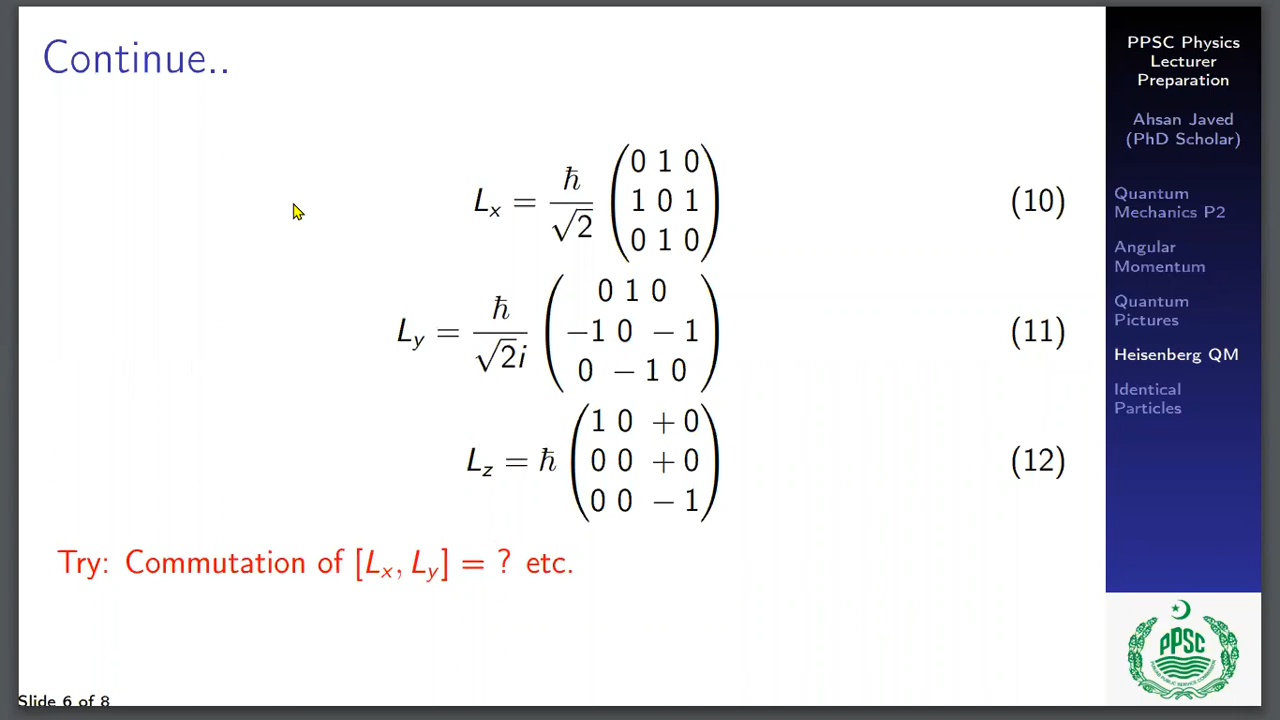 Continue..
L_x = ħ/√2 (0 1 0
1 0 1
0 1 0) (10)
L_y = ħ/√2i (0 1 0
−1 0 −1
0 −1 0) (11)
L_z = ħ (1 0 +0
0 0 +0
0 0 −1) (12)
Try: Commutation of [L_x, L_y] = ? etc.
Slide 6 of 8
PPSC Physics
Lecturer
Preparation
Ahsan Javed
(PhD Scholar)
Quantum
Mechanics P2
Angular
Momentum
Quantum
Pictures
Heisenberg QM
Identical
Particles
PPSC